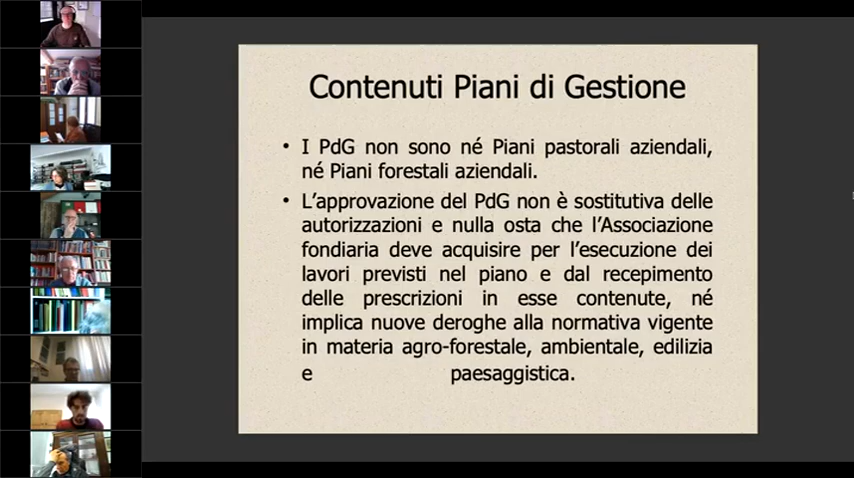 Contenuti Piani di Gestione
• I PdG non sono né Piani pastorali aziendali,
né Piani forestali aziendali.
• L'approvazione del PdG non è sostitutiva delle
autorizzazioni e nulla osta che l'Associazione
fondiaria deve acquisire per l'esecuzione dei
lavori previsti nel piano e dal recepimento
delle prescrizioni in esse contenute, né
implica nuove deroghe alla normativa vigente
in materia agro-forestale, ambientale, edilizia
e paesaggistica.